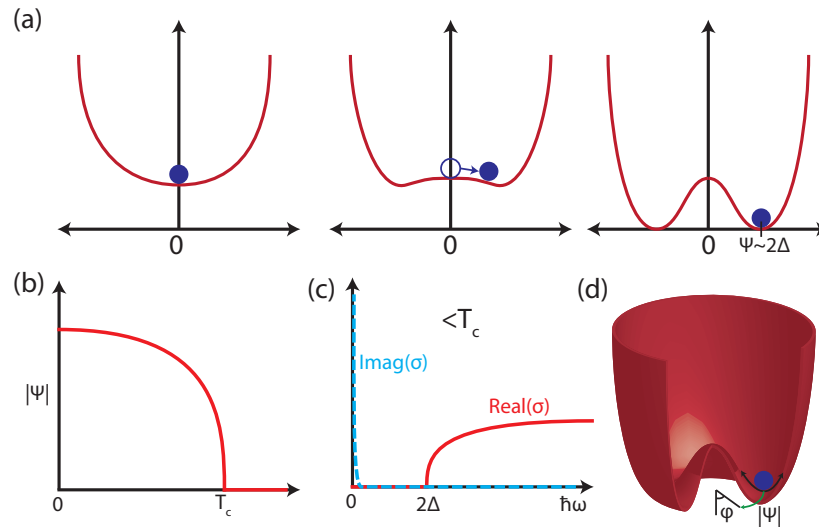 (a)
0
0
0
Ψ~2Δ
(b)
|Ψ|
0
T_c
(c)
<T_c
Imag(σ)
Real(σ)
0
2Δ
ħω
(d)
φ
|Ψ|